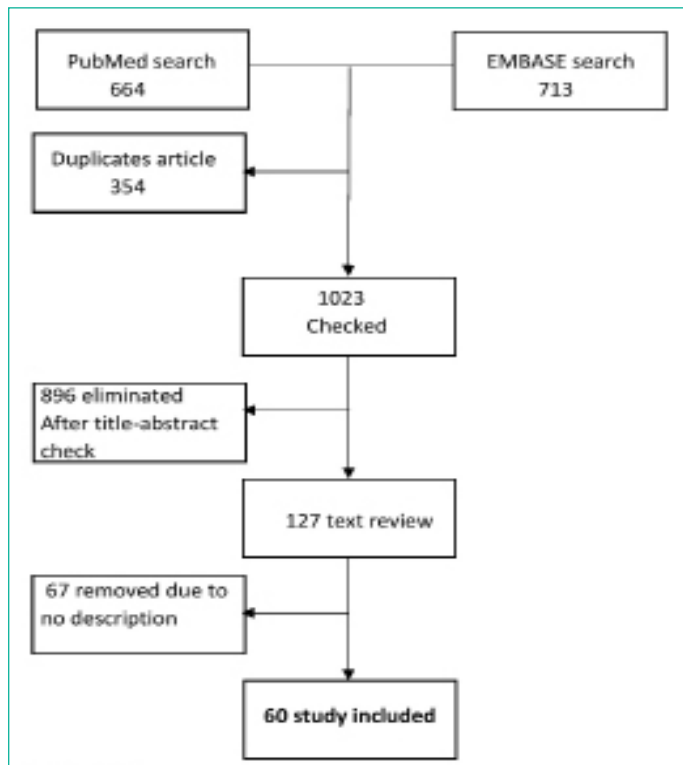 PubMed search
664
EMBASE search
713
Duplicates article
354
1023
Checked
896 eliminated
After title-abstract
check
127 text review
67 removed due to
no description
60 study included